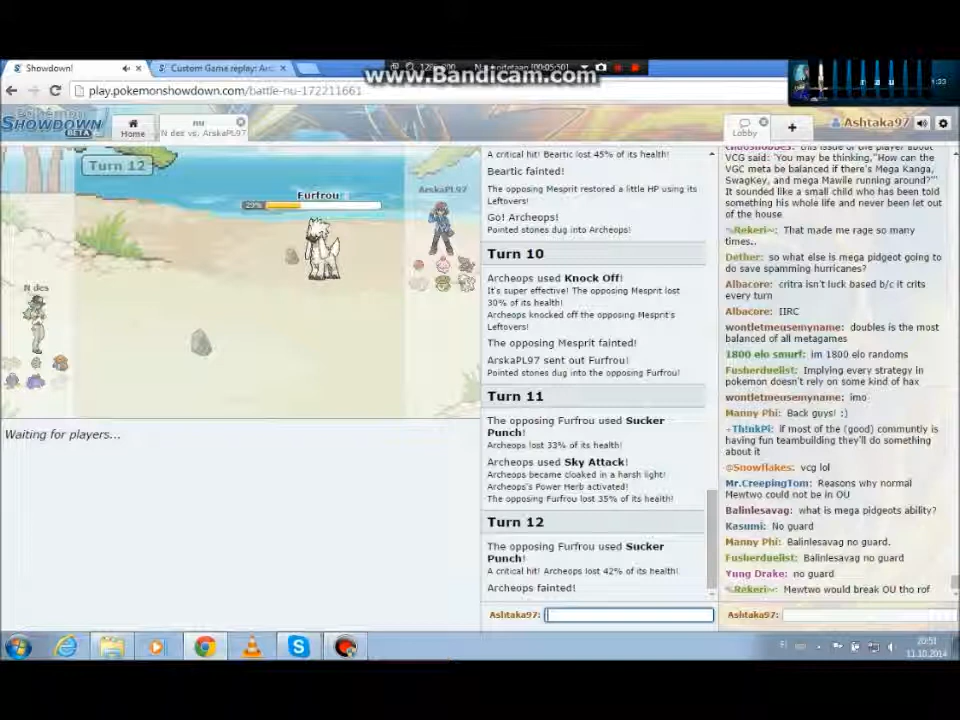 www.Bandicam.com
Showdown!
Custom Game replay: Arc
play.pokemonshowdown.com/battle-nu-172211661
SHOWDOWN
BETA
Home
nu
N des vs. ArskaPL97
Lobby
Ashtaka97
Turn 12
Furfrou
29%
ArskaPL97
N des
Waiting for players...
A critical hit! Beartic lost 45% of its health!
Beartic fainted!
The opposing Mesprit restored a little HP using its
Leftovers!
Go! Archeops!
Pointed stones dug into Archeops!
Turn 10
Archeops used Knock Off!
It's super effective! The opposing Mesprit lost
30% of its health!
Archeops knocked off the opposing Mesprit's
Leftovers!
The opposing Mesprit fainted!
ArskaPL97 sent out Furfrou!
Pointed stones dug into the opposing Furfrou!
Turn 11
The opposing Furfrou used Sucker
Punch!
Archeops lost 33% of its health!
Archeops used Sky Attack!
Archeops became cloaked in a harsh light!
Archeops's Power Herb activated!
The opposing Furfrou lost 35% of its health!
Turn 12
The opposing Furfrou used Sucker
Punch!
A critical hit! Archeops lost 42% of its health!
Archeops fainted!
Ashtaka97:
this issue of the player about
VCG said: "You may be thinking,"How can the
VGC meta be balanced if there's Mega Kanga,
SwagKey, and mega Mawile running around?""
It sounded like a small child who has been told
something his whole life and never been let out
of the house
%Rekeri~: That made me rage so many
times..
Dether: so what else is mega pidgeot going to
do save spamming hurricanes?
Albacore: critra isn't luck based b/c it crits
every turn
Albacore: IIRC
wontletmeusemyname: doubles is the most
balanced of all metagames
1800 elo smurf: im 1800 elo randoms
Fusherduelist: Implying every strategy in
pokemon doesn't rely on some kind of hax
wontletmeusemyname: imo
Manny Phi: Back guys! :)
+Th!nkPi: if most of the (good) communtiy is
having fun teambuilding they'll do something
about it
@Snowflakes: vcg lol
Mr.CreepingTom: Reasons why normal
Mewtwo could not be in OU
Balinlesavag: what is mega pidgeots ability?
Kasumi: No guard
Manny Phi: Balinlesavag no guard.
Fusherduelist: Balinlesavag no guard
Yung Drake: no guard
%Rekeri~: Mewtwo would break OU tho rof
Ashtaka97:
20:51
11.10.2014